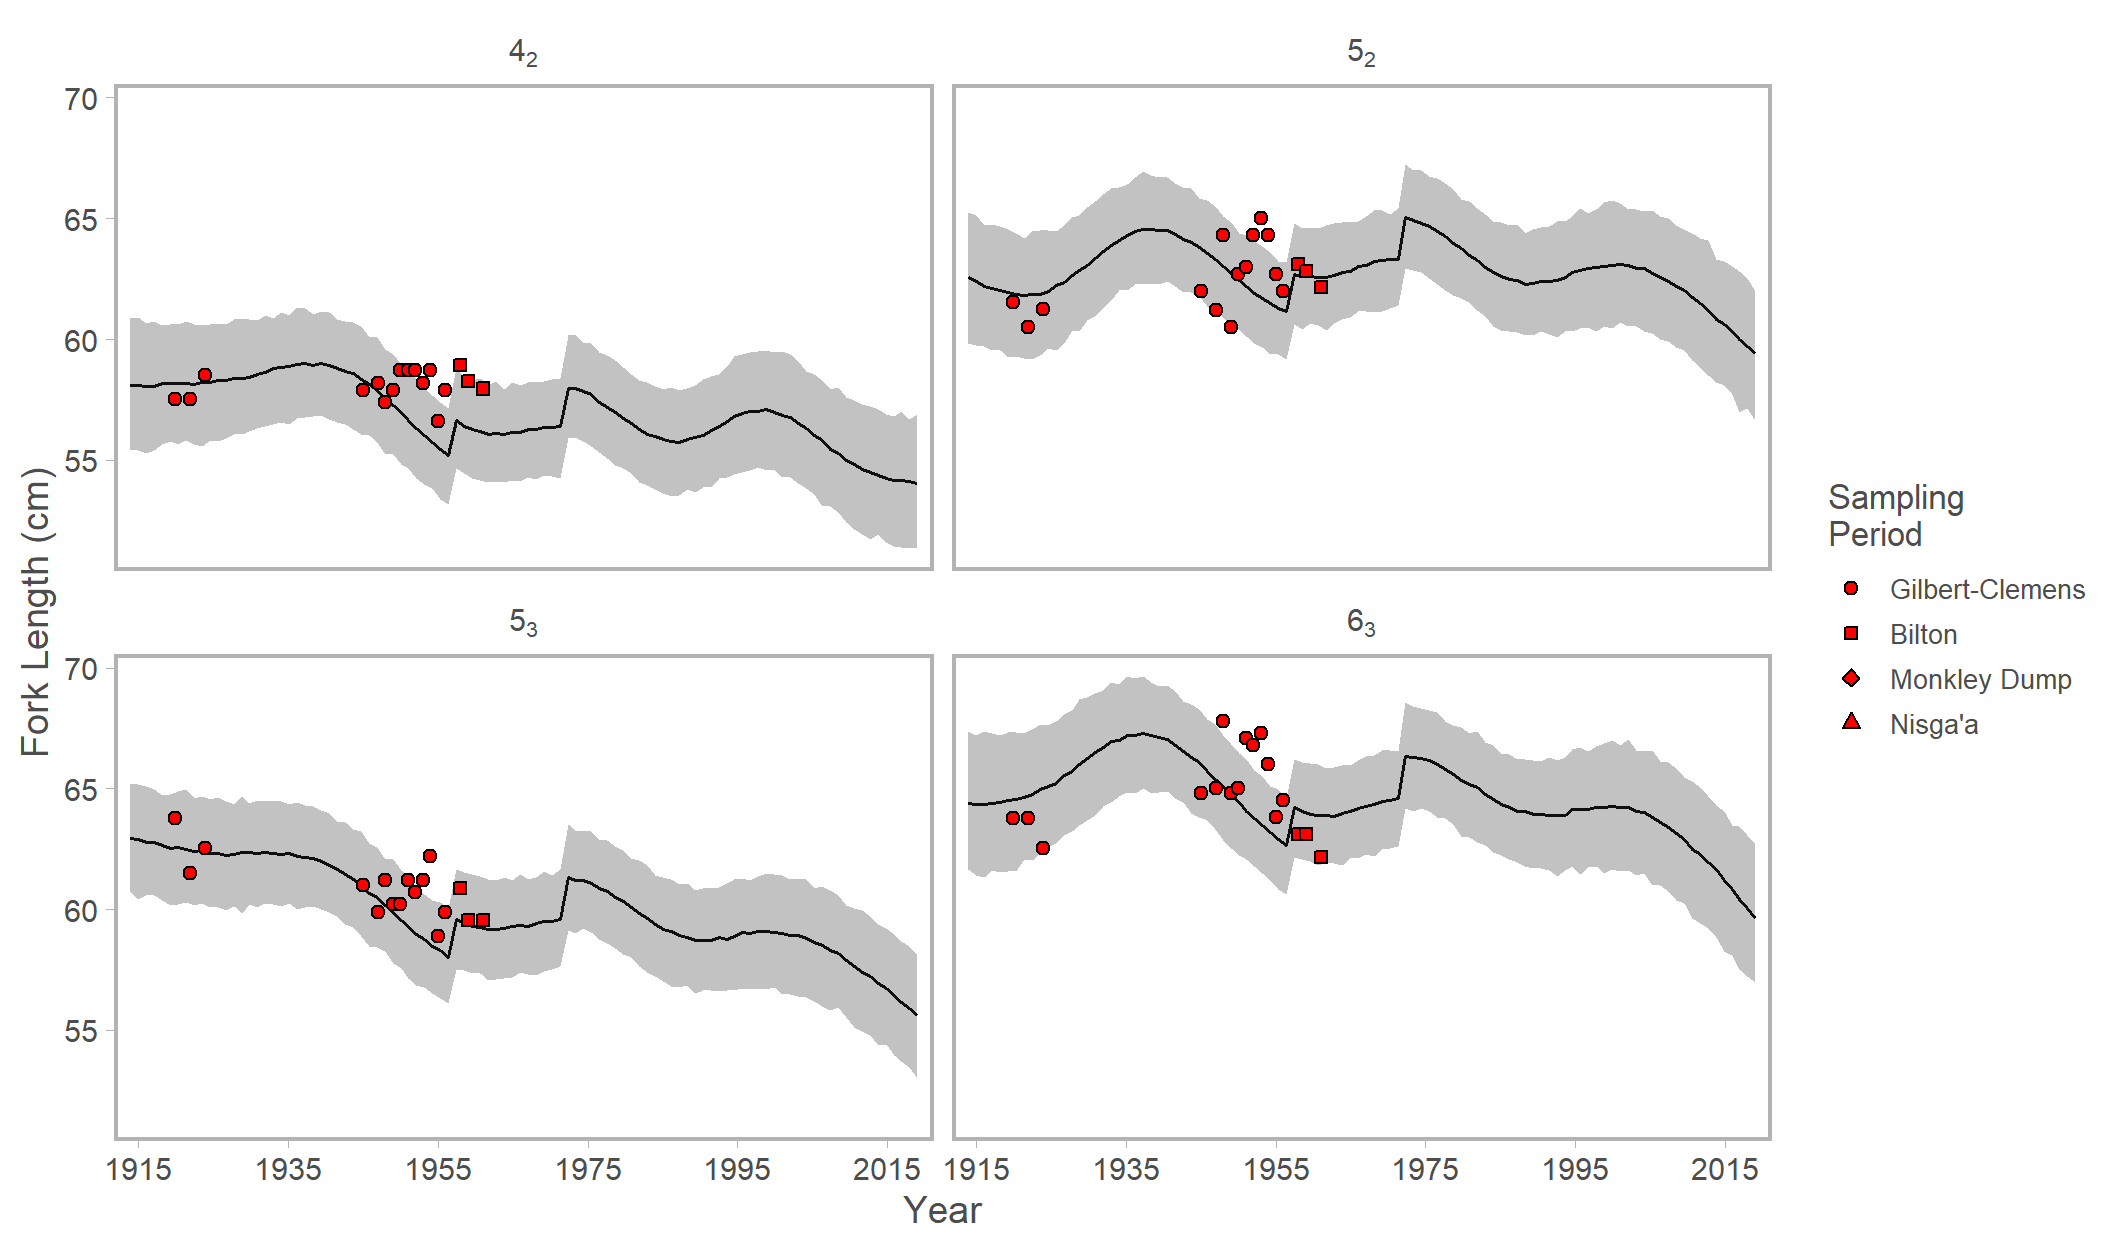 4₂
5₂
70
65
60
55
5₃
6₃
70
65
60
55
Fork Length (cm)
1915 1935 1955 1975 1995 2015
1915 1935 1955 1975 1995 2015
Year
Sampling
Period
Gilbert-Clemens
Bilton
Monkley Dump
Nisga'a